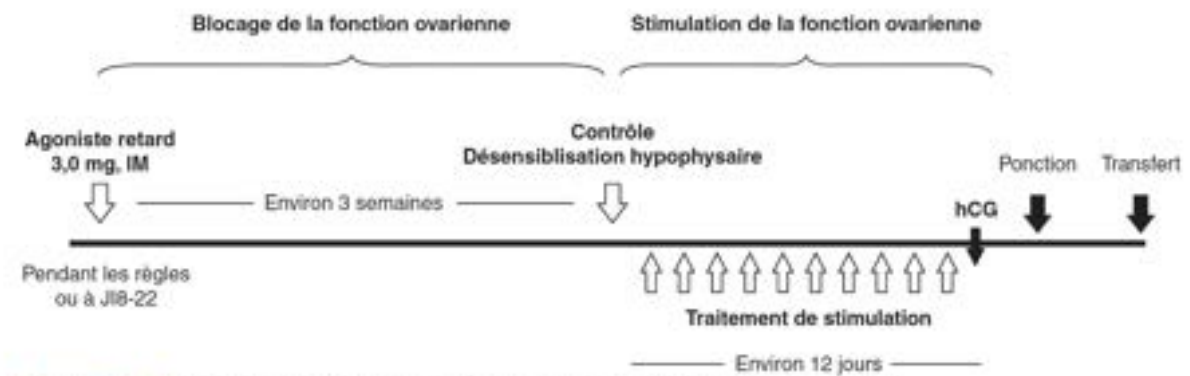 Blocage de la fonction ovarienne
Stimulation de la fonction ovarienne
Agoniste retard
3,0 mg, IM
Contrôle
Désensiblisation hypophysaire
Ponction
Transfert
Environ 3 semaines
hCG
Pendant les règles
ou à JI8-22
Traitement de stimulation
Environ 12 jours